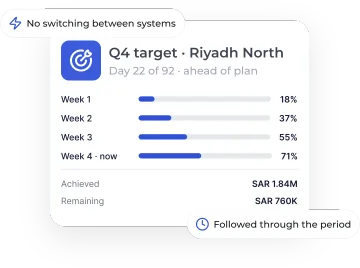 No switching between systems
Q4 target · Riyadh North
Day 22 of 92 · ahead of plan
Week 1 18%
Week 2 37%
Week 3 55%
Week 4 · now 71%
Achieved SAR 1.84M
Remaining SAR 760K
Followed through the period